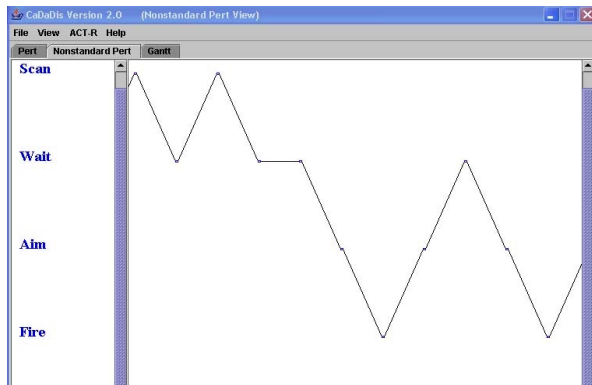 CaDaDis Version 2.0 (Nonstandard Pert View)
File View ACT-R Help
Pert Nonstandard Pert Gantt
Scan
Wait
Aim
Fire